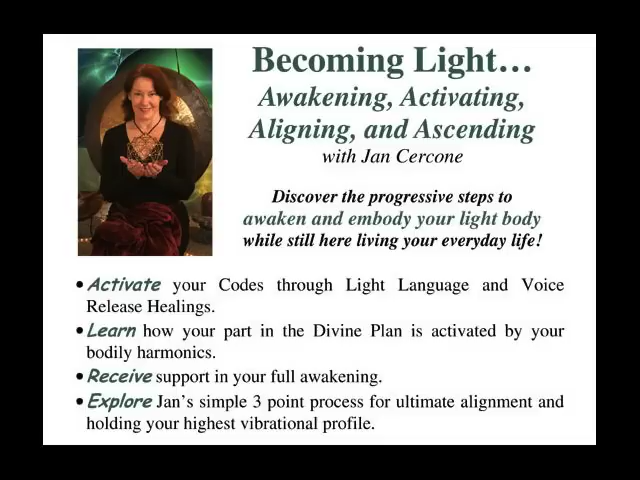 Becoming Light…
Awakening, Activating,
Aligning, and Ascending
with Jan Cercone
Discover the progressive steps to
awaken and embody your light body
while still here living your everyday life!
• Activate your Codes through Light Language and Voice
Release Healings.
• Learn how your part in the Divine Plan is activated by your
bodily harmonics.
• Receive support in your full awakening.
• Explore Jan's simple 3 point process for ultimate alignment and
holding your highest vibrational profile.